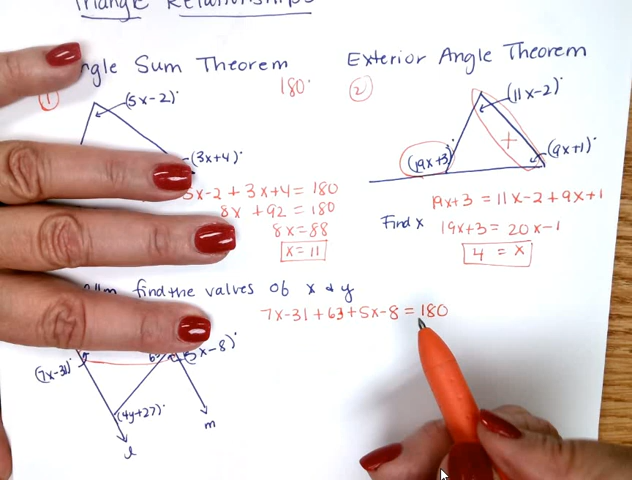 Triangle Relationships
ngle Sum Theorem
180°
①
(5x-2)°
(3x+4)°
5x-2+3x+4=180
8x + 92 = 180
8x = 88
x = 11
Exterior Angle Theorem
②
(11x-2)°
+
(19x+3)°
(9x+1)°
19x+3 = 11x-2 + 9x+1
Find x
19x+3 = 20x-1
4 = x
find the valves of x & y
7x-31+63+5x-8 = 180
(7x-31)°
(5x-8)°
(4y+27)°
m
l